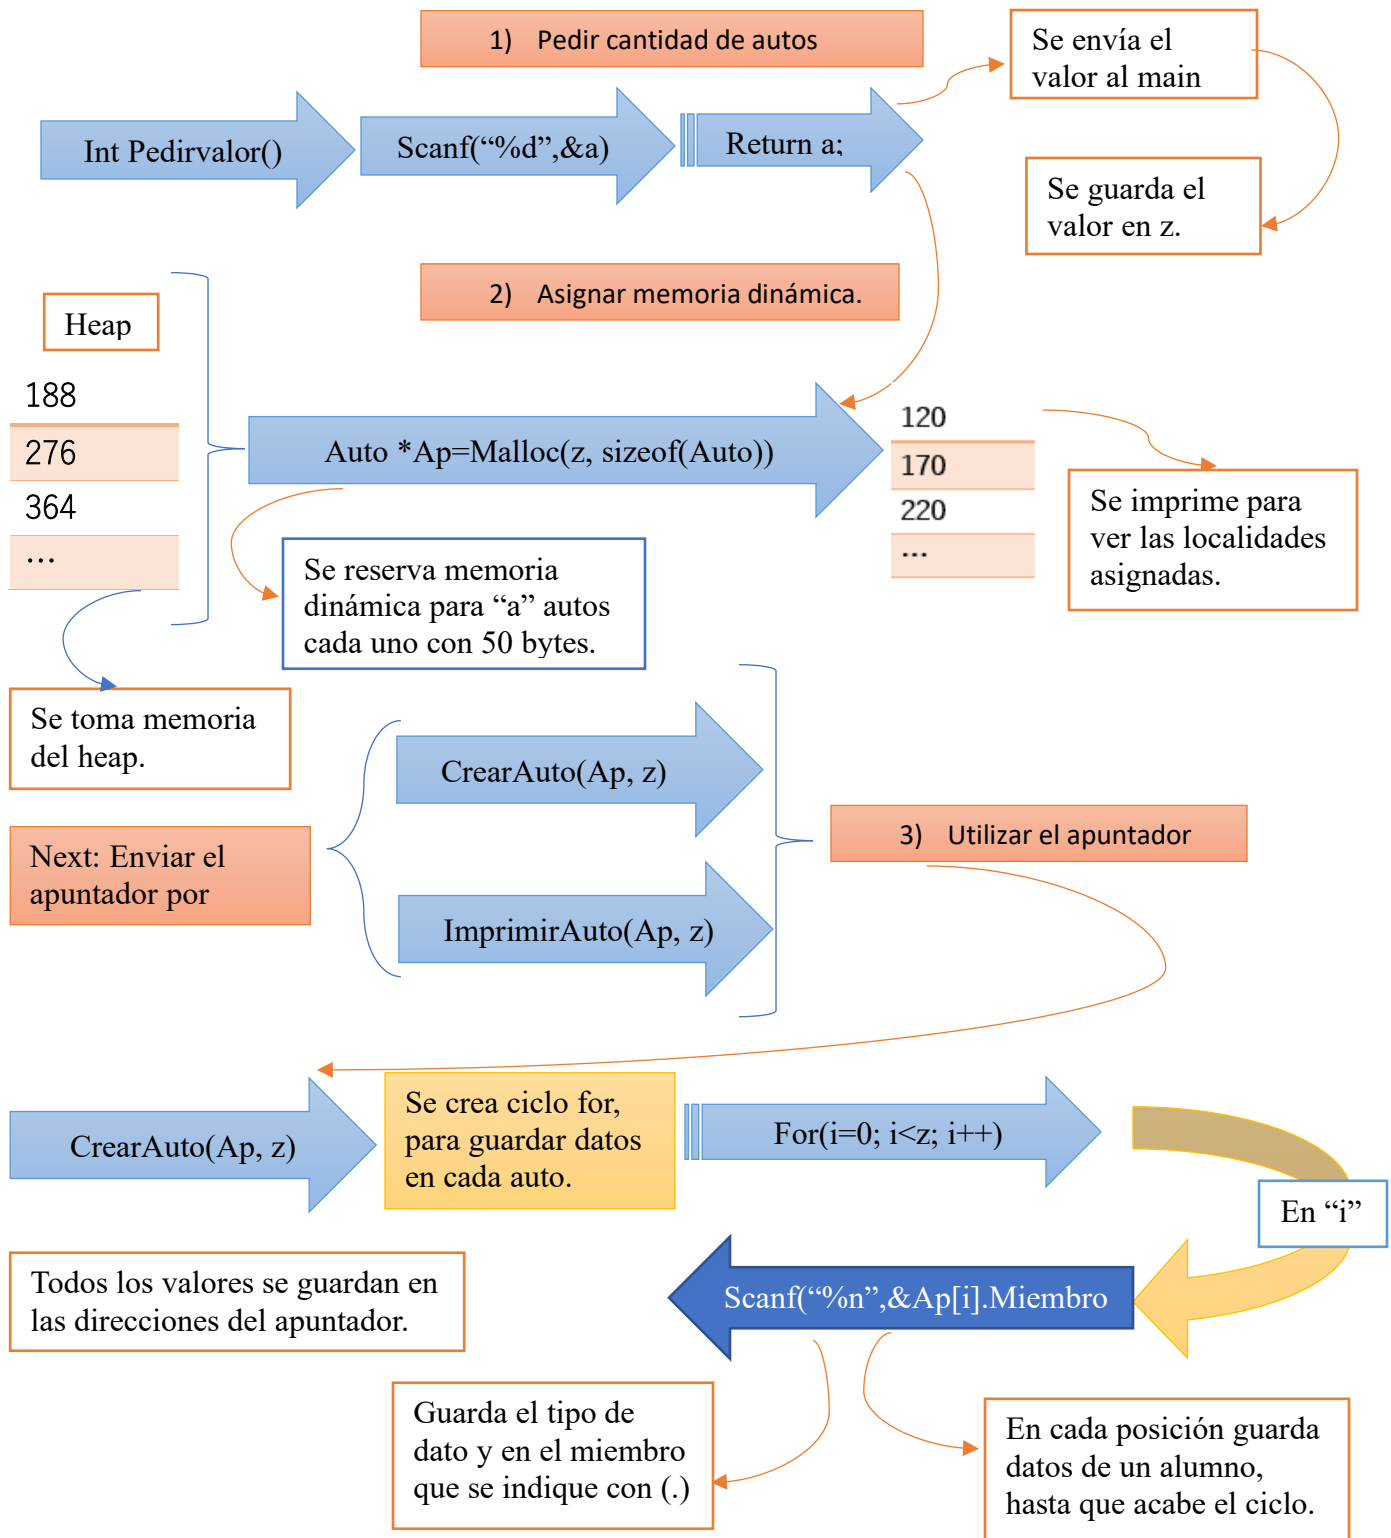 1) Pedir cantidad de autos
Se envía el
valor al main
Int Pedirvalor()
Scanf(“%d”,&a)
Return a;
Se guarda el
valor en z.
2) Asignar memoria dinámica.
Heap
188
276
364
...
Auto *Ap=Malloc(z, sizeof(Auto))
120
170
220
...
Se imprime para
ver las localidades
asignadas.
Se reserva memoria
dinámica para “a” autos
cada uno con 50 bytes.
Se toma memoria
del heap.
CrearAuto(Ap, z)
3) Utilizar el apuntador
Next: Enviar el
apuntador por
ImprimirAuto(Ap, z)
CrearAuto(Ap, z)
Se crea ciclo for,
para guardar datos
en cada auto.
For(i=0; i<z; i++)
En “i”
Todos los valores se guardan en
las direcciones del apuntador.
Scanf(“%n”,&Ap[i].Miembro
Guarda el tipo de
dato y en el miembro
que se indique con (.)
En cada posición guarda
datos de un alumno,
hasta que acabe el ciclo.